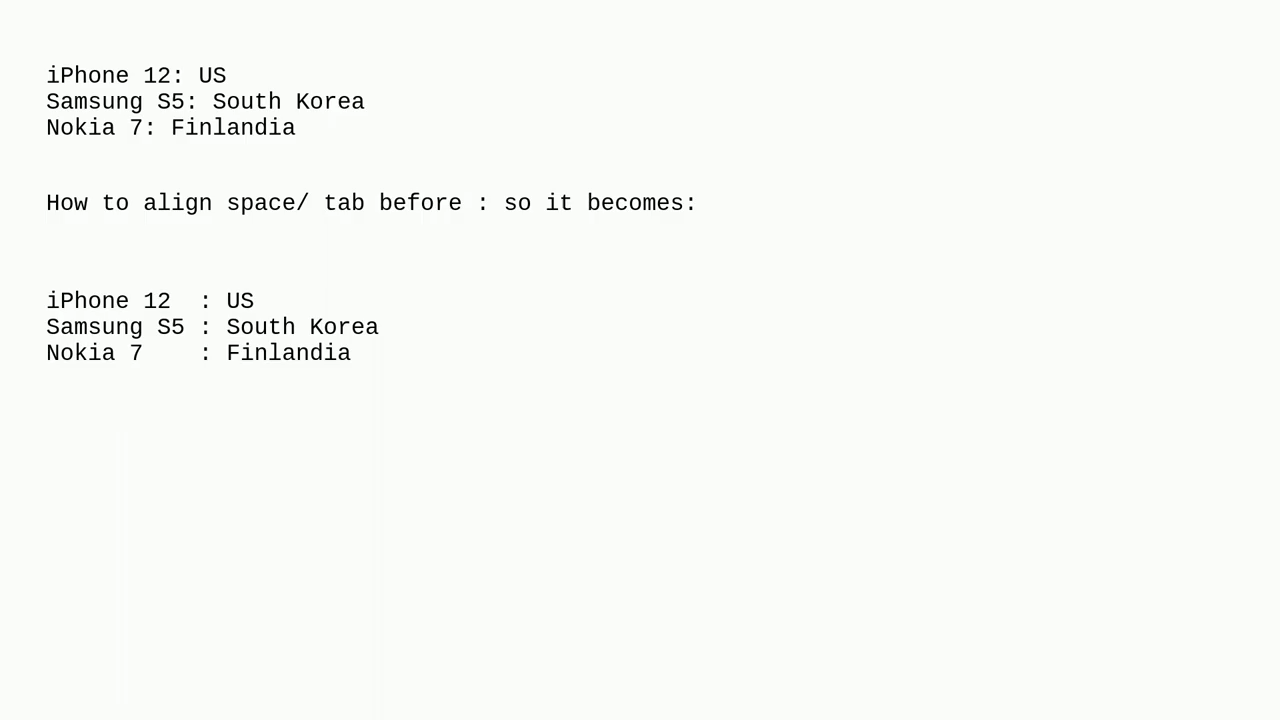 iPhone 12: US
Samsung S5: South Korea
Nokia 7: Finlandia
How to align space/ tab before : so it becomes:
iPhone 12  : US
Samsung S5 : South Korea
Nokia 7    : Finlandia